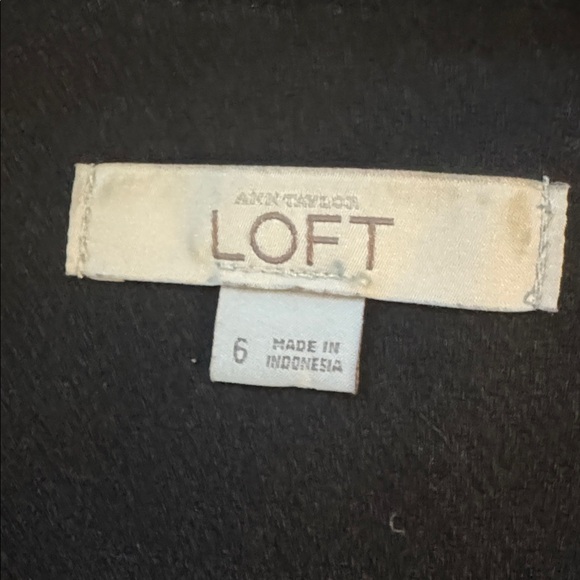 ANN TAYLOR
LOFT
6
MADE IN
INDONESIA